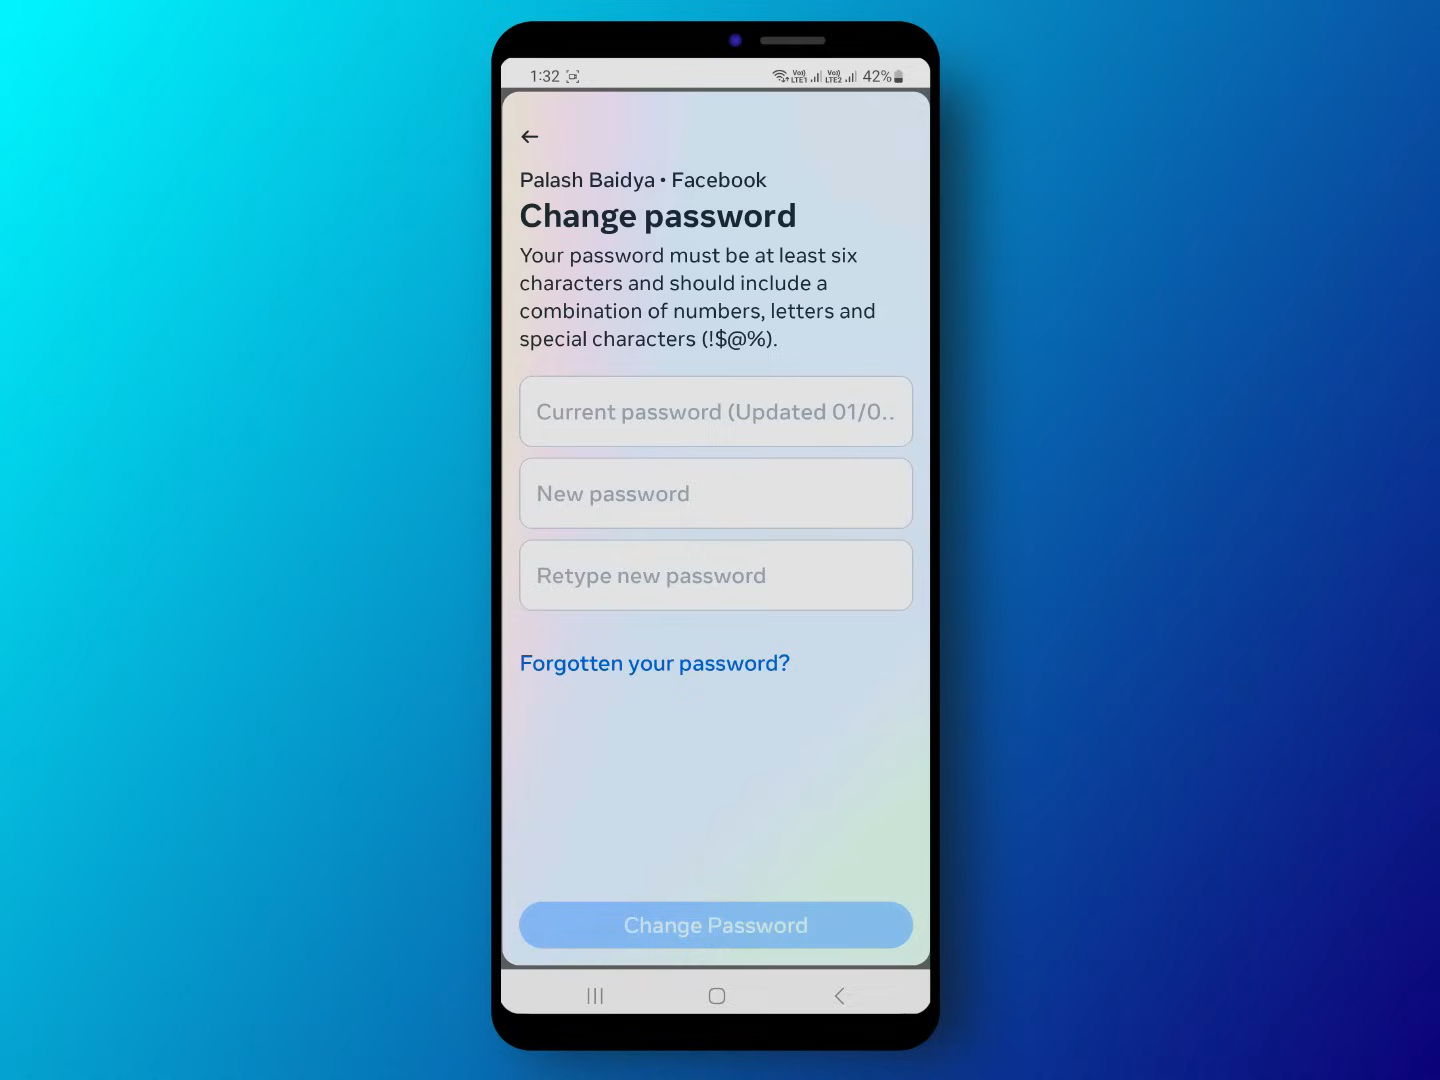 1:32 42%
Palash Baidya • Facebook
Change password
Your password must be at least six
characters and should include a
combination of numbers, letters and
special characters (!$@%).
Current password (Updated 01/0..
New password
Retype new password
Forgotten your password?
Change Password